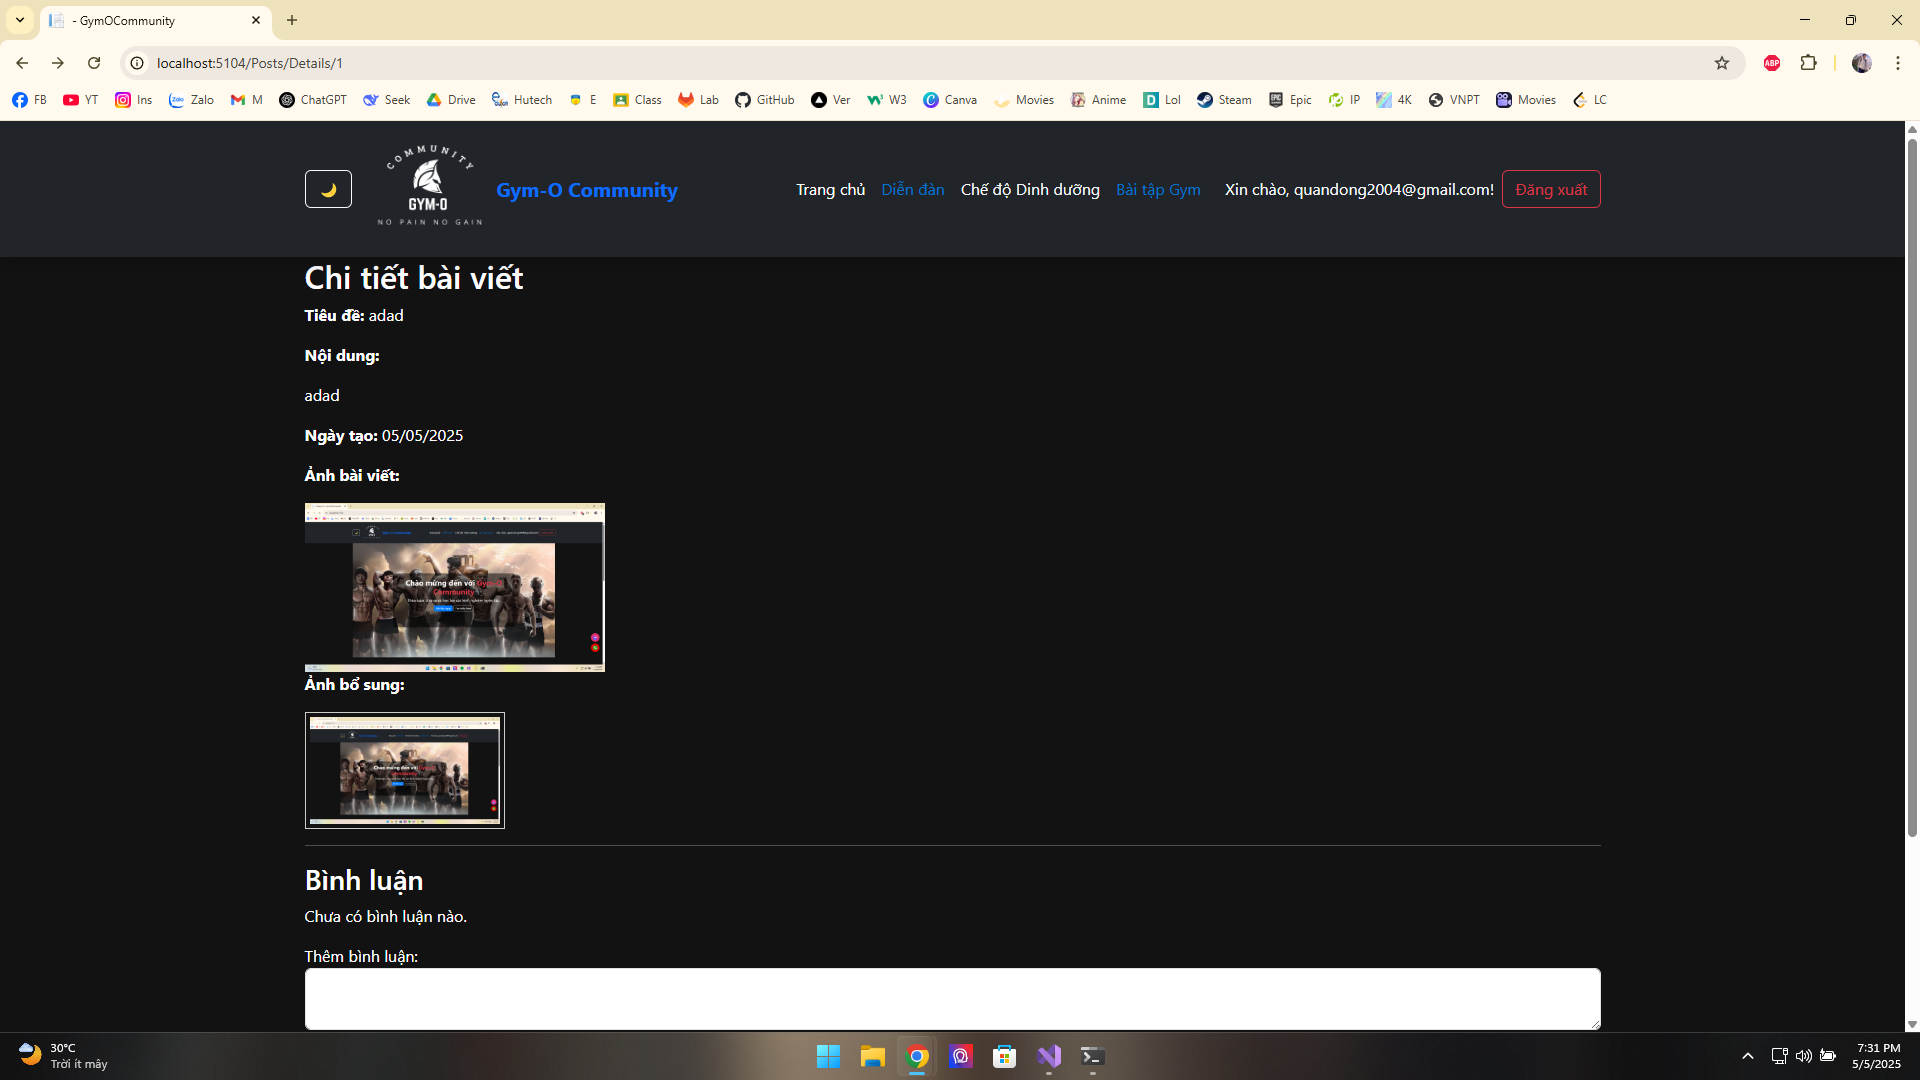 - GymOCommunity
localhost:5104/Posts/Details/1
ABP
FB YT Ins Zalo M ChatGPT Seek Drive Hutech E Class Lab GitHub Ver W3 Canva Movies Anime Lol Steam Epic IP 4K VNPT Movies LC
COMMUNITY
GYM-O
NO PAIN NO GAIN
Gym-O Community
Trang chủ Diễn đàn Chế độ Dinh dưỡng Bài tập Gym Xin chào, quandong2004@gmail.com! Đăng xuất
Chi tiết bài viết
Tiêu đề: adad
Nội dung:
adad
Ngày tạo: 05/05/2025
Ảnh bài viết:
Chào mừng đến với Gym-O
Community
Ảnh bổ sung:
Bình luận
Chưa có bình luận nào.
Thêm bình luận:
30°C
Trời ít mây
7:31 PM
5/5/2025